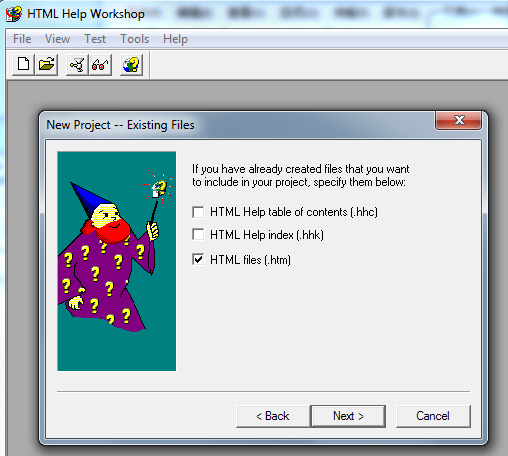 HTML Help Workshop
File View Test Tools Help
New Project -- Existing Files
If you have already created files that you want
to include in your project, specify them below:
HTML Help table of contents (.hhc)
HTML Help index (.hhk)
HTML files (.htm)
< Back Next > Cancel